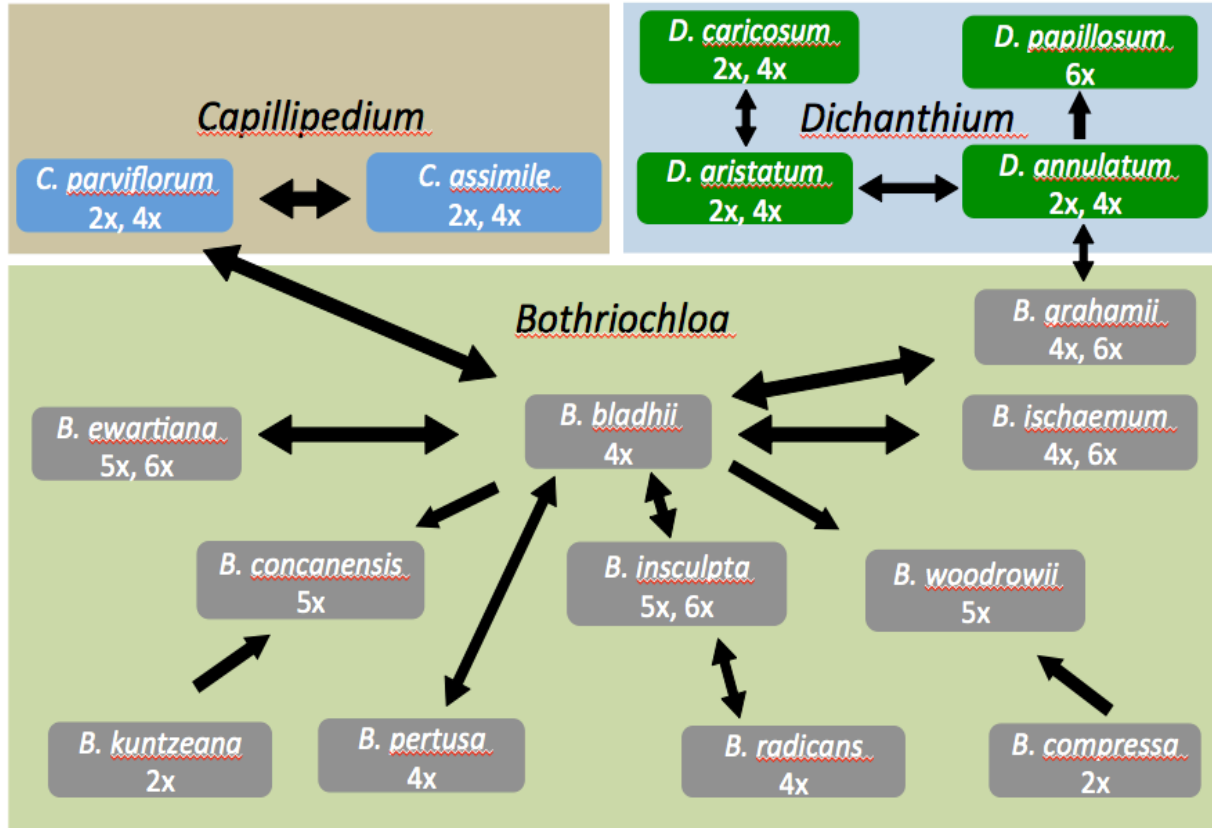 Capillipedium
C. parviflorum
2x, 4x
C. assimile
2x, 4x
D. caricosum
2x, 4x
D. papillosum
6x
Dichanthium
D. aristatum
2x, 4x
D. annulatum
2x, 4x
Bothriochloa
B. grahamii
4x, 6x
B. ewartiana
5x, 6x
B. bladhii
4x
B. ischaemum
4x, 6x
B. concanensis
5x
B. insculpta
5x, 6x
B. woodrowii
5x
B. kuntzeana
2x
B. pertusa
4x
B. radicans
4x
B. compressa
2x